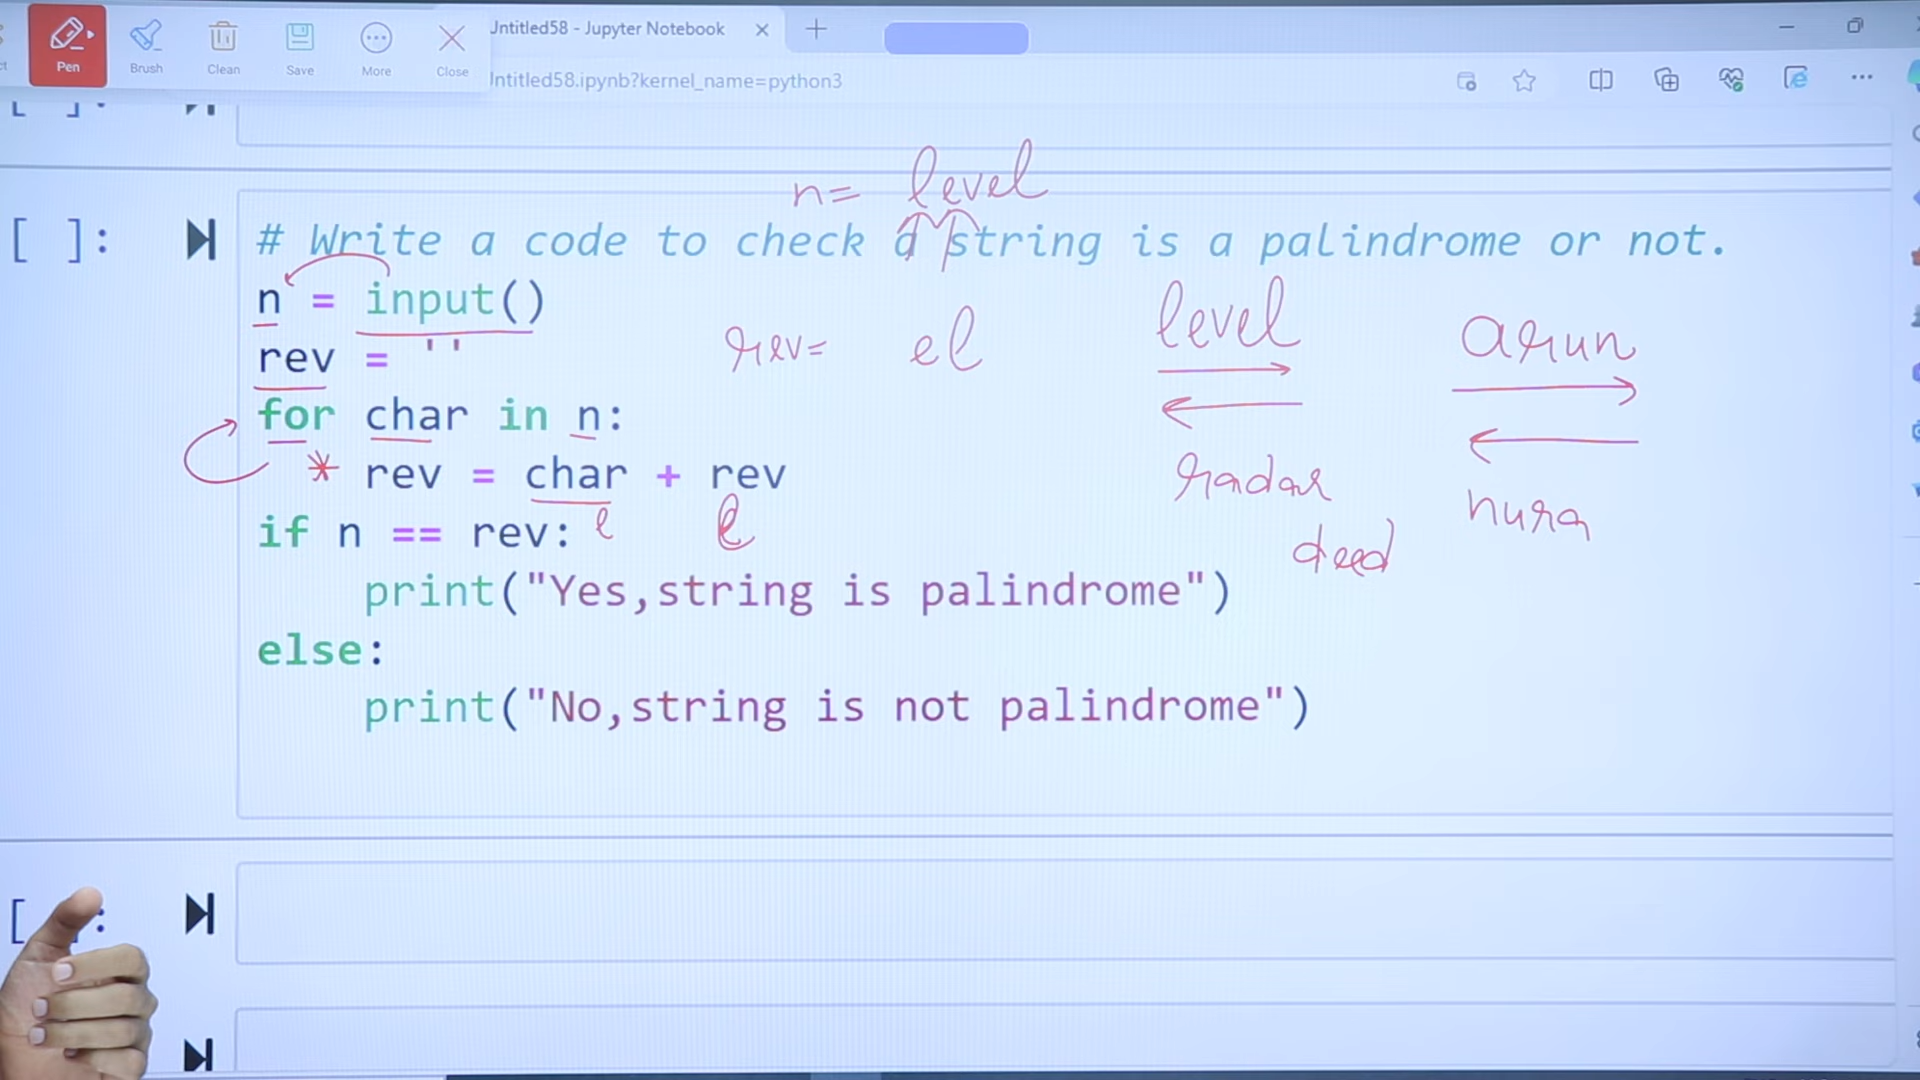 Pen Brush Clean Save More Close
Untitled58 - Jupyter Notebook
Untitled58.ipynb?kernel_name=python3
[ ]:
n= level
[ ]: # Write a code to check a string is a palindrome or not.
n = input()
rev = ''
rev= el
level
arun
for char in n:
* rev = char + rev
radar
nura
if n == rev:
l
e
deed
print("Yes,string is palindrome")
else:
print("No,string is not palindrome")
[ ]: